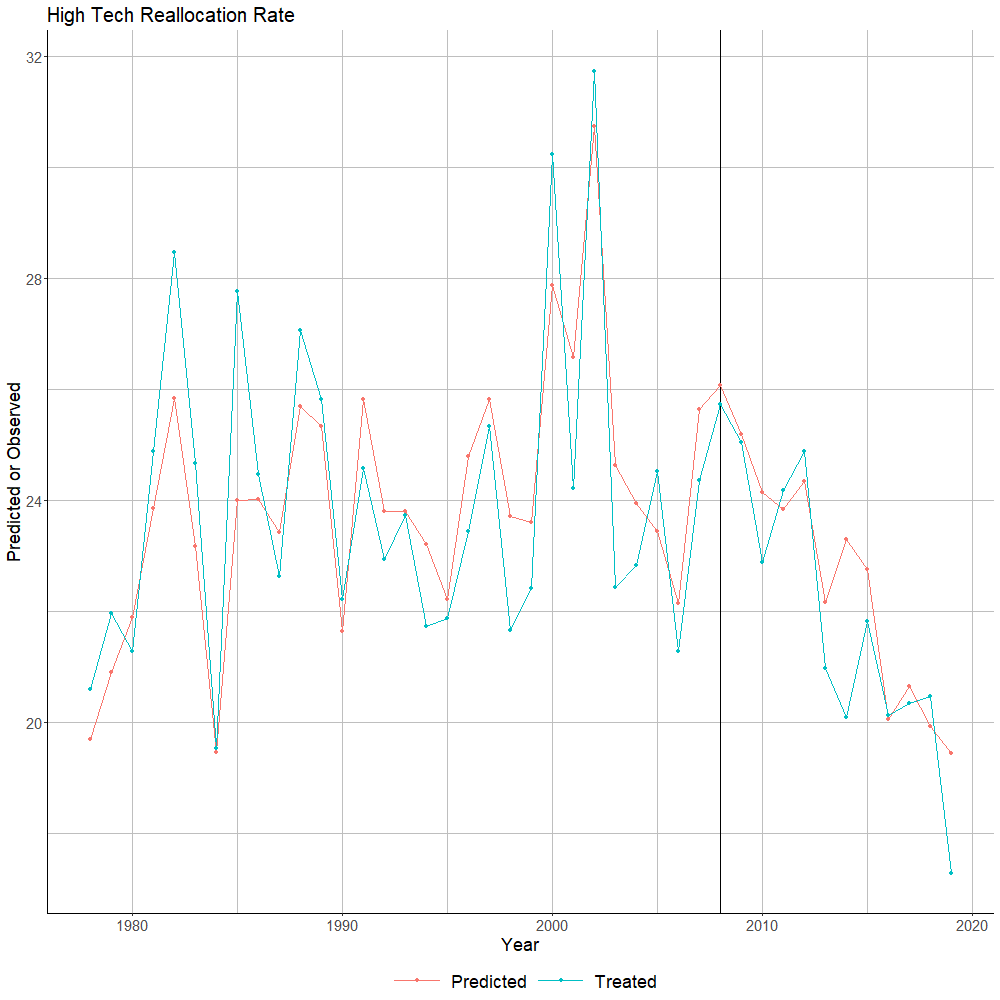 High Tech Reallocation Rate
Predicted or Observed
32
28
24
20
1980 1990 2000 2010 2020
Year
Predicted Treated